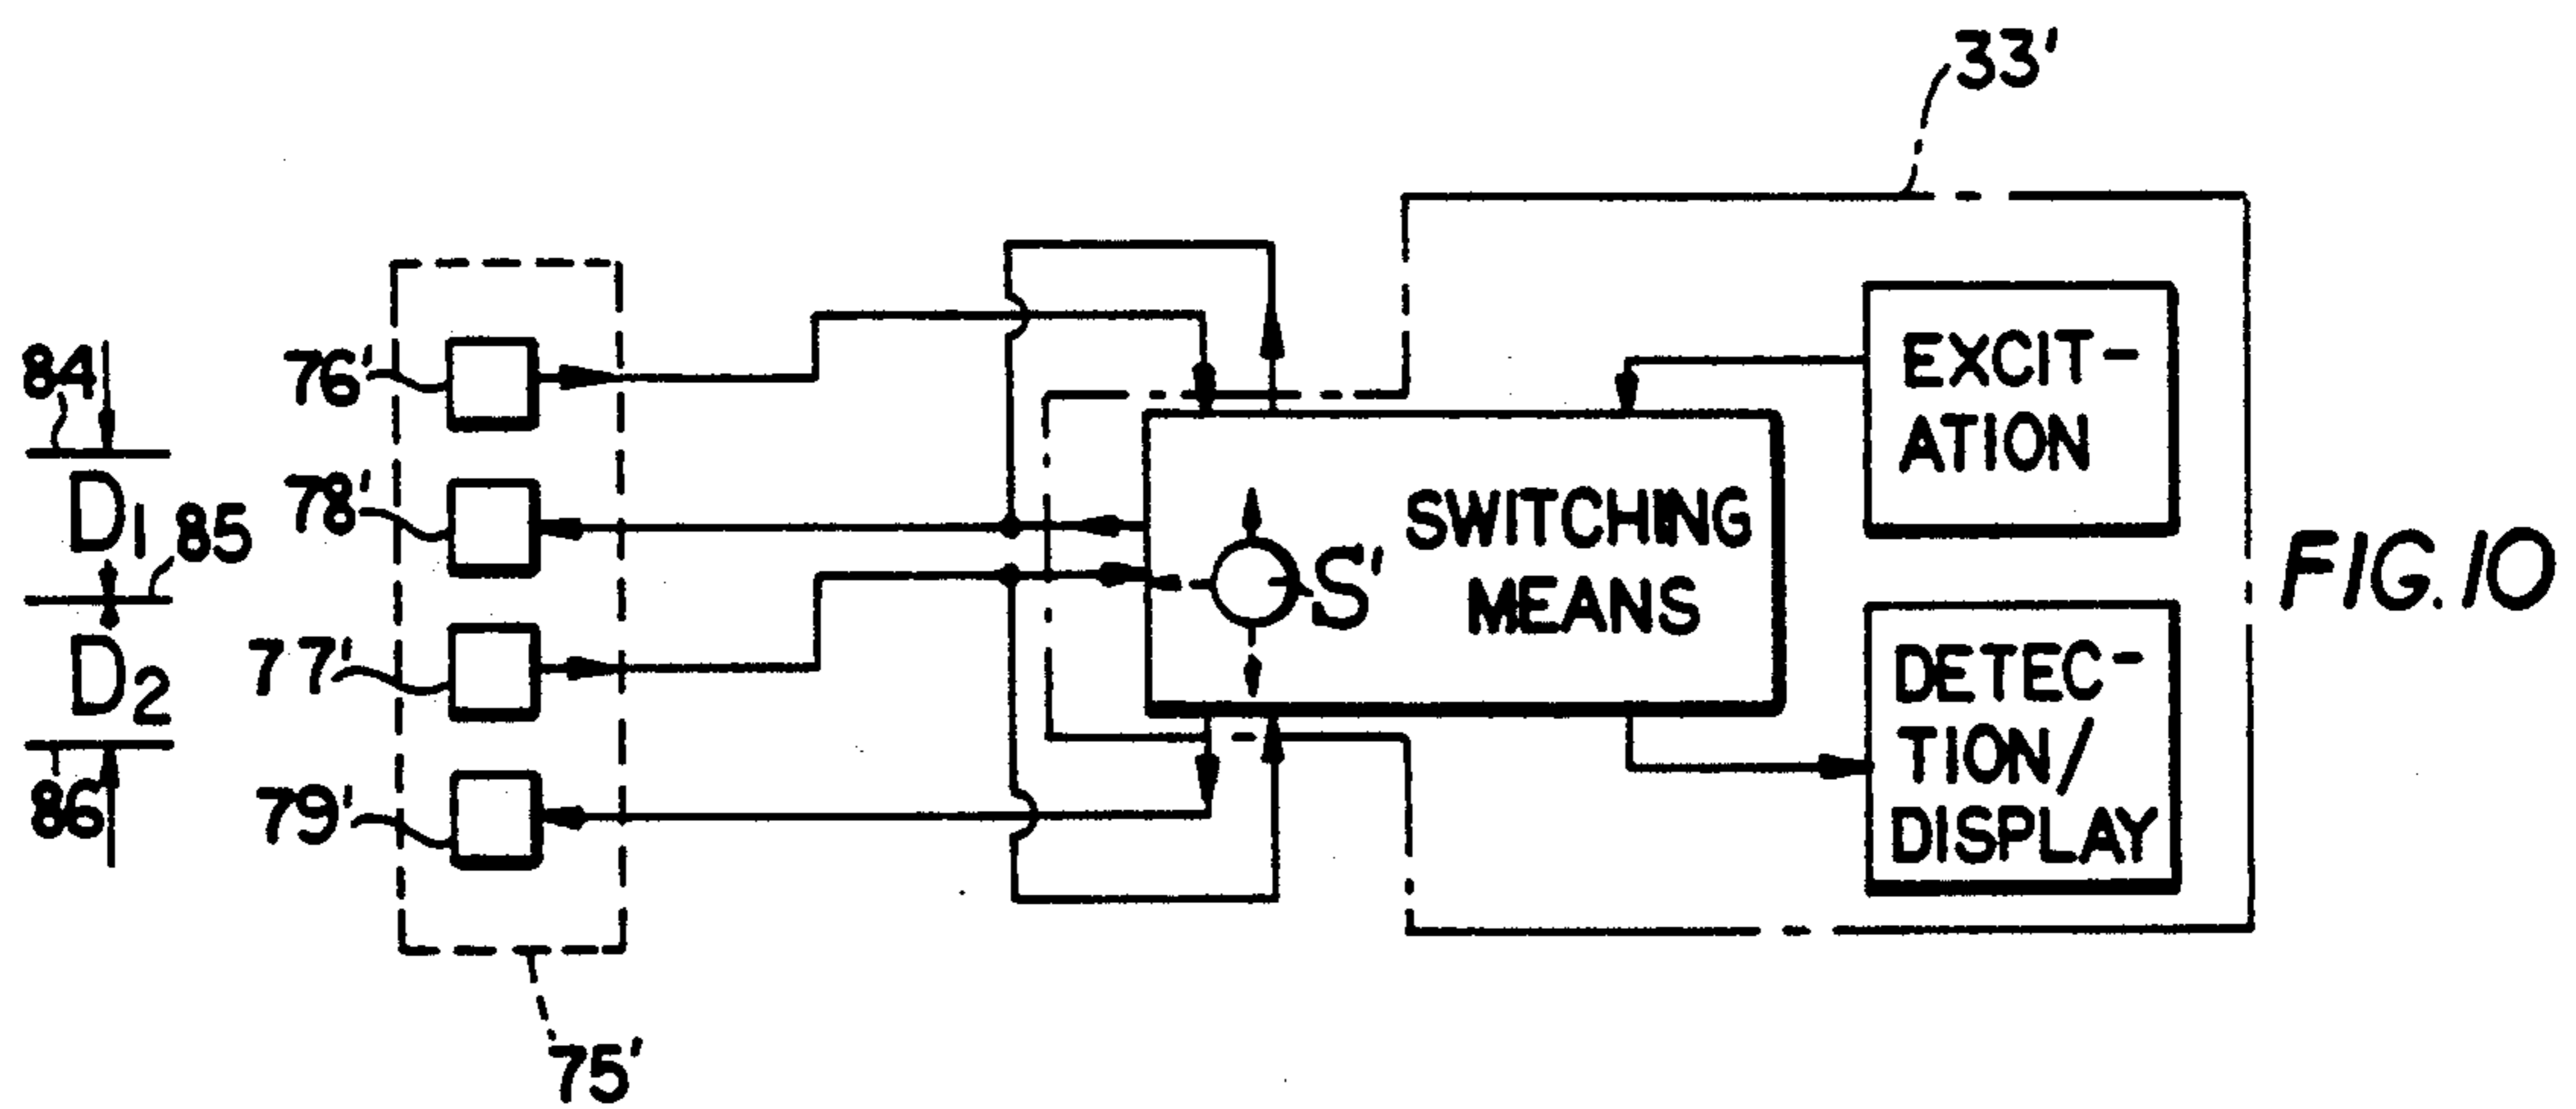 33'
84
D1
85
D2
86
76'
78'
77'
79'
75'
S'
SWITCHING
MEANS
EXCIT-
ATION
DETEC-
TION/
DISPLAY
FIG. 10